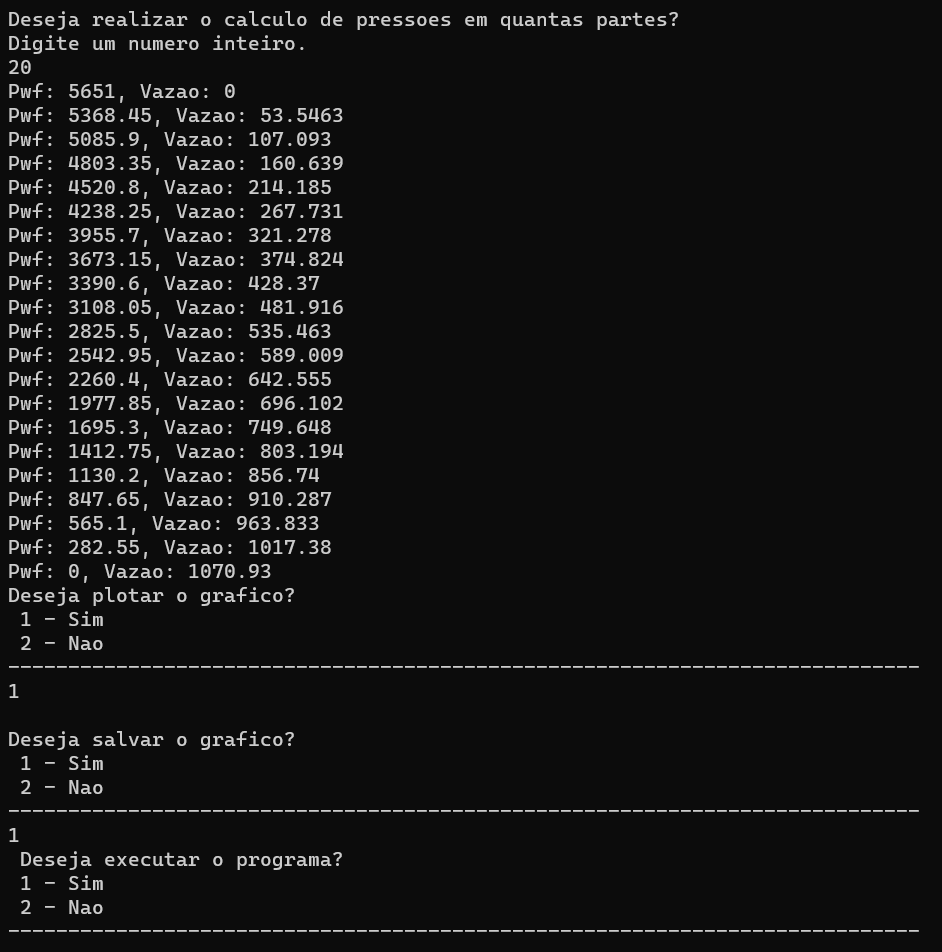 Deseja realizar o calculo de pressoes em quantas partes?
Digite um numero inteiro.
20
Pwf: 5651, Vazao: 0
Pwf: 5368.45, Vazao: 53.5463
Pwf: 5085.9, Vazao: 107.093
Pwf: 4803.35, Vazao: 160.639
Pwf: 4520.8, Vazao: 214.185
Pwf: 4238.25, Vazao: 267.731
Pwf: 3955.7, Vazao: 321.278
Pwf: 3673.15, Vazao: 374.824
Pwf: 3390.6, Vazao: 428.37
Pwf: 3108.05, Vazao: 481.916
Pwf: 2825.5, Vazao: 535.463
Pwf: 2542.95, Vazao: 589.009
Pwf: 2260.4, Vazao: 642.555
Pwf: 1977.85, Vazao: 696.102
Pwf: 1695.3, Vazao: 749.648
Pwf: 1412.75, Vazao: 803.194
Pwf: 1130.2, Vazao: 856.74
Pwf: 847.65, Vazao: 910.287
Pwf: 565.1, Vazao: 963.833
Pwf: 282.55, Vazao: 1017.38
Pwf: 0, Vazao: 1070.93
Deseja plotar o grafico?
 1 - Sim
 2 - Nao
----------------------------------------------------------------------------
1

Deseja salvar o grafico?
 1 - Sim
 2 - Nao
----------------------------------------------------------------------------
1
 Deseja executar o programa?
 1 - Sim
 2 - Nao
----------------------------------------------------------------------------